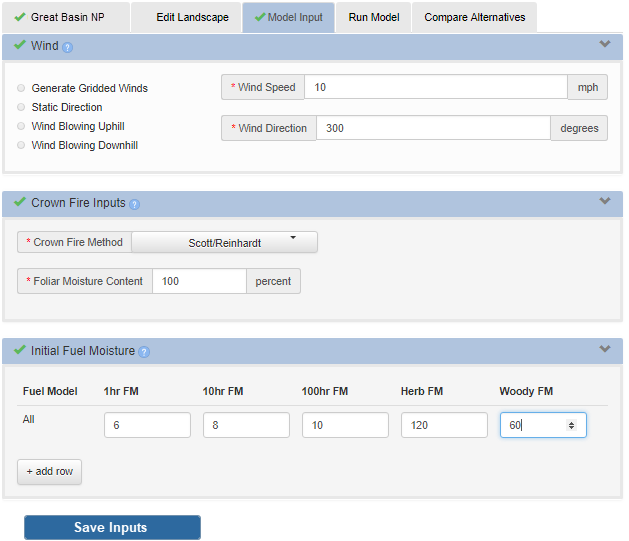 Great Basin NP Edit Landscape Model Input Run Model Compare Alternatives
Wind ?
Generate Gridded Winds
Static Direction
Wind Blowing Uphill
Wind Blowing Downhill
* Wind Speed 10 mph
* Wind Direction 300 degrees
Crown Fire Inputs ?
* Crown Fire Method Scott/Reinhardt
* Foliar Moisture Content 100 percent
Initial Fuel Moisture ?
Fuel Model 1hr FM 10hr FM 100hr FM Herb FM Woody FM
All 6 8 10 120 60
+ add row
Save Inputs